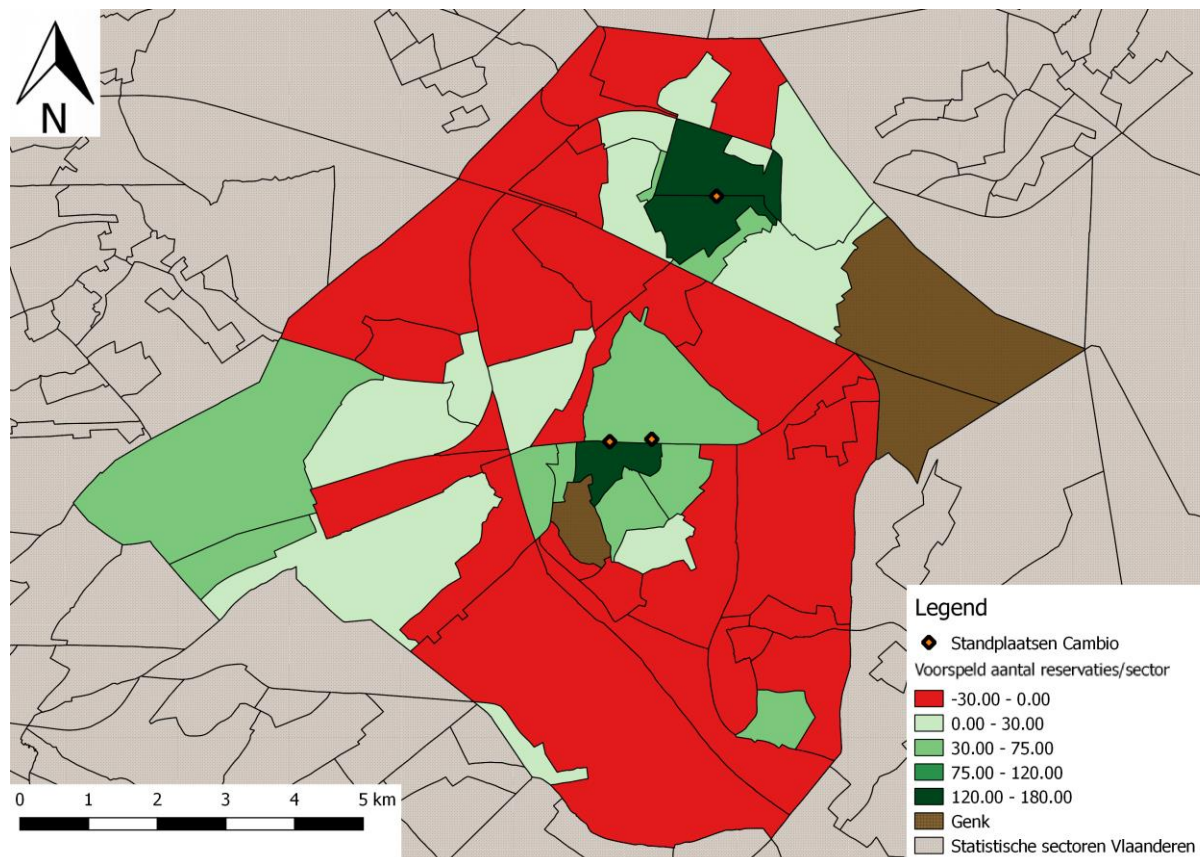 N
Legend
Standplaatsen Cambio
Voorspeld aantal reservaties/sector
-30.00 - 0.00
0.00 - 30.00
30.00 - 75.00
75.00 - 120.00
120.00 - 180.00
Genk
Statistische sectoren Vlaanderen
0 1 2 3 4 5 km